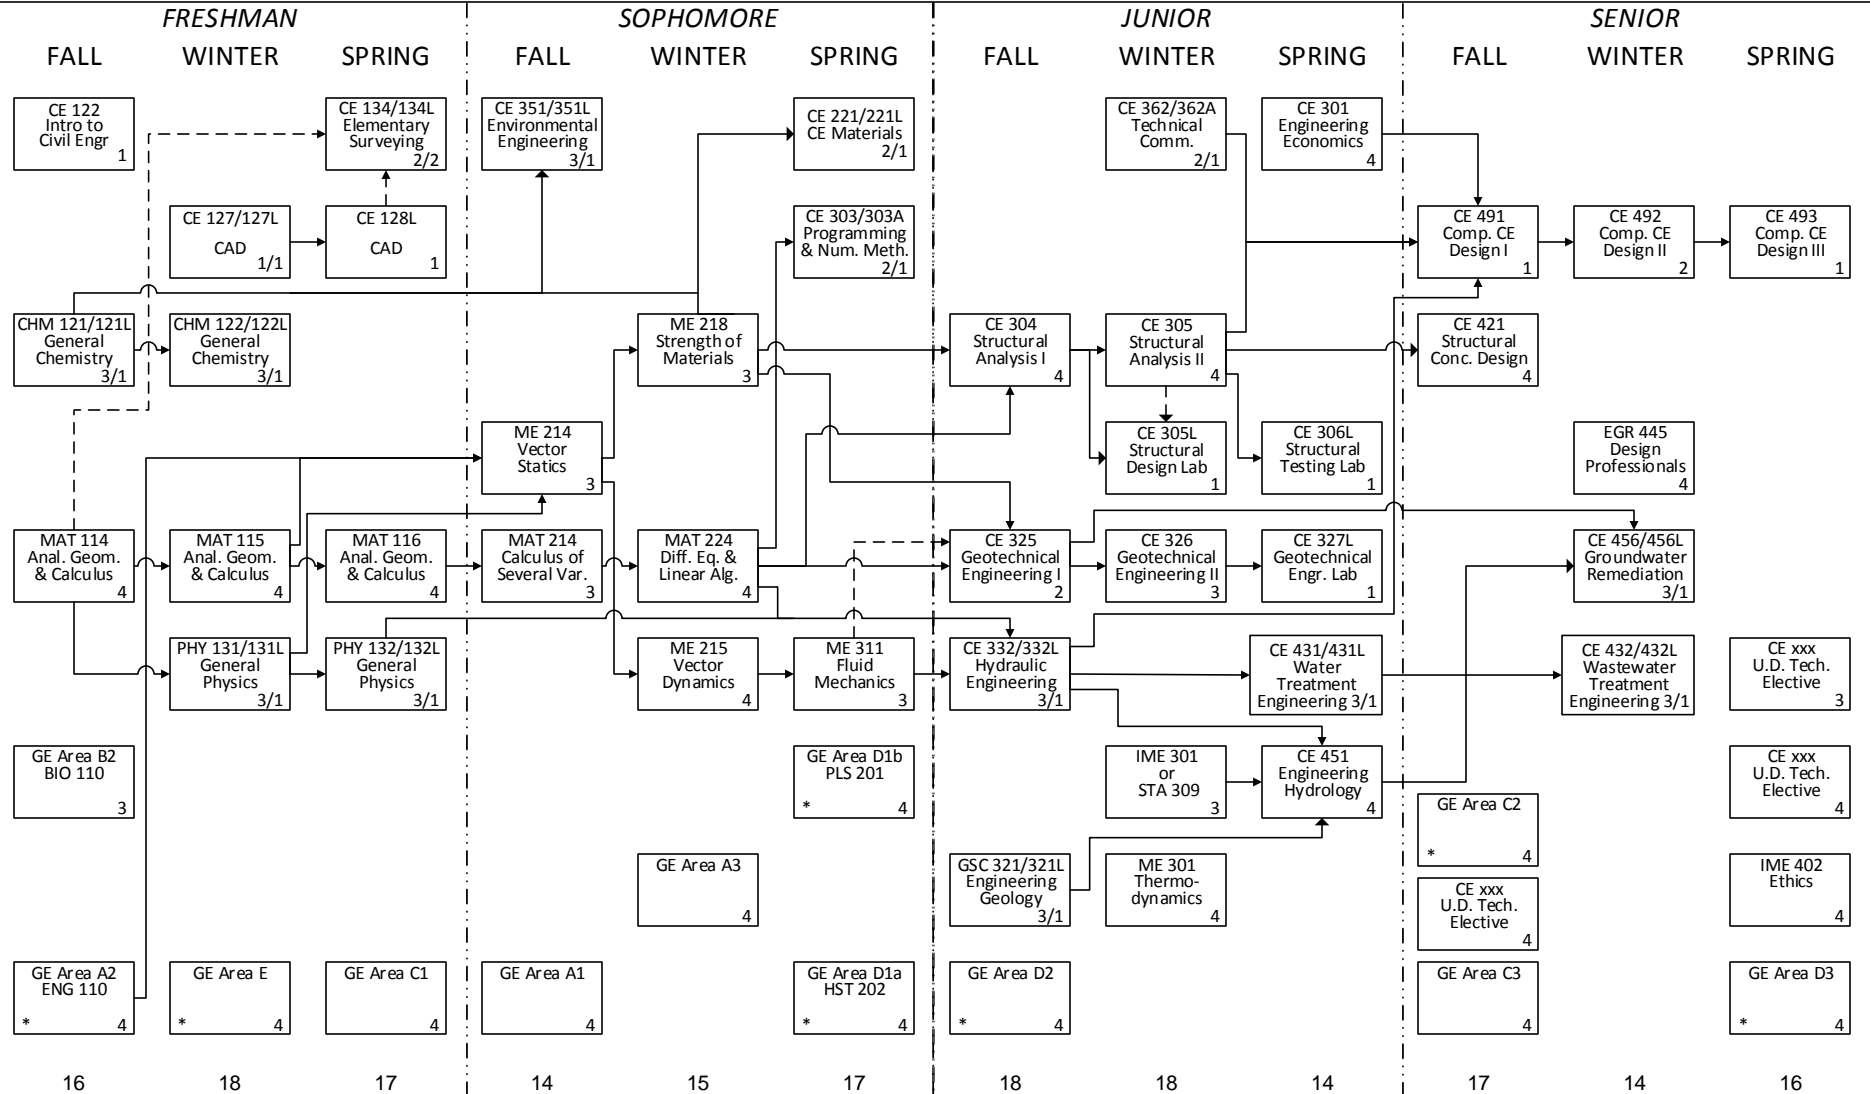 FRESHMAN
SOPHOMORE
JUNIOR
SENIOR
FALL
WINTER
SPRING
FALL
WINTER
SPRING
FALL
WINTER
SPRING
FALL
WINTER
SPRING
CE 122
Intro to
Civil Engr
1
CE 134/134L
Elementary
Surveying
2/2
CE 351/351L
Environmental
Engineering
3/1
CE 221/221L
CE Materials
2/1
CE 362/362A
Technical
Comm.
2/1
CE 301
Engineering
Economics
4
CE 127/127L
CAD
1/1
CE 128L
CAD
1
CE 303/303A
Programming
& Num. Meth.
2/1
CE 491
Comp. CE
Design I
1
CE 492
Comp. CE
Design II
2
CE 493
Comp. CE
Design III
1
CHM 121/121L
General
Chemistry
3/1
CHM 122/122L
General
Chemistry
3/1
ME 218
Strength of
Materials
3
CE 304
Structural
Analysis I
4
CE 305
Structural
Analysis II
4
CE 421
Structural
Conc. Design
4
ME 214
Vector
Statics
3
CE 305L
Structural
Design Lab
1
CE 306L
Structural
Testing Lab
1
EGR 445
Design
Professionals
4
MAT 114
Anal. Geom.
& Calculus
4
MAT 115
Anal. Geom.
& Calculus
4
MAT 116
Anal. Geom.
& Calculus
4
MAT 214
Calculus of
Several Var.
3
MAT 224
Diff. Eq. &
Linear Alg.
4
CE 325
Geotechnical
Engineering I
2
CE 326
Geotechnical
Engineering II
3
CE 327L
Geotechnical
Engr. Lab
1
CE 456/456L
Groundwater
Remediation
3/1
PHY 131/131L
General
Physics
3/1
PHY 132/132L
General
Physics
3/1
ME 215
Vector
Dynamics
4
ME 311
Fluid
Mechanics
3
CE 332/332L
Hydraulic
Engineering
3/1
CE 431/431L
Water
Treatment
Engineering 3/1
CE 432/432L
Wastewater
Treatment
Engineering 3/1
CE xxx
U.D. Tech.
Elective
3
GE Area B2
BIO 110
3
GE Area D1b
PLS 201
* 4
IME 301
or
STA 309
3
CE 451
Engineering
Hydrology
4
CE xxx
U.D. Tech.
Elective
4
GE Area C2
* 4
GE Area A3
4
GSC 321/321L
Engineering
Geology
3/1
ME 301
Thermo-
dynamics
4
CE xxx
U.D. Tech.
Elective
4
IME 402
Ethics
4
GE Area A2
ENG 110
* 4
GE Area E
* 4
GE Area C1
4
GE Area A1
4
GE Area D1a
HST 202
* 4
GE Area D2
* 4
GE Area C3
4
GE Area D3
* 4
16
18
17
14
15
17
18
18
14
17
14
16